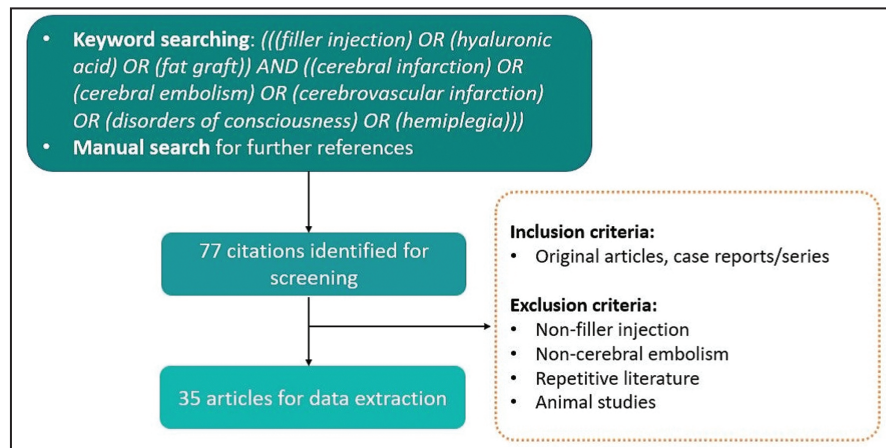 • Keyword searching: (((filler injection) OR (hyaluronic
acid) OR (fat graft)) AND ((cerebral infarction) OR
(cerebral embolism) OR (cerebrovascular infarction)
OR (disorders of consciousness) OR (hemiplegia)))
• Manual search for further references
77 citations identified for
screening
Inclusion criteria:
• Original articles, case reports/series
Exclusion criteria:
• Non-filler injection
• Non-cerebral embolism
• Repetitive literature
• Animal studies
35 articles for data extraction